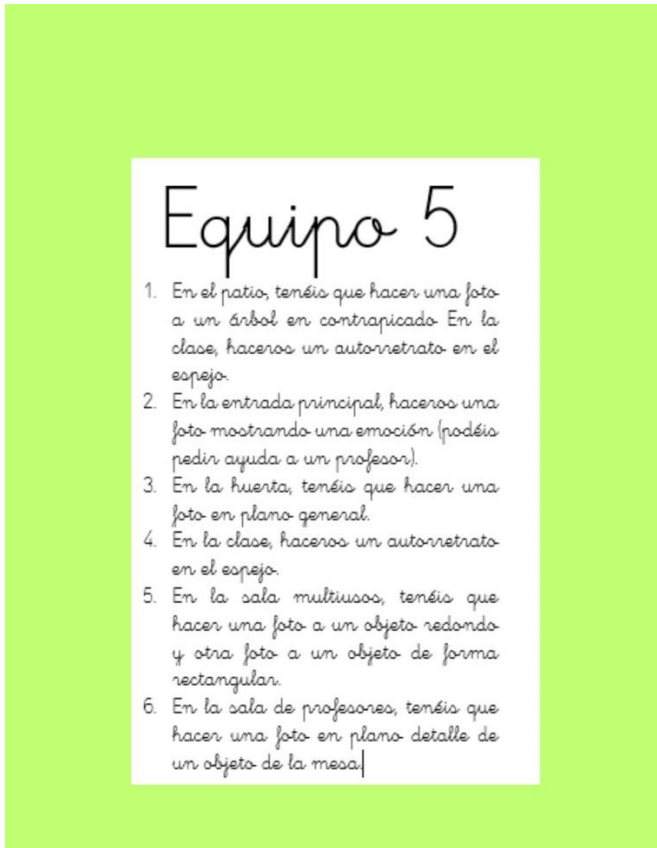 Equipo 5
1. En el patio, tenéis que hacer una foto
a un árbol en contrapicado. En la
clase, haceros un autorretrato en el
espejo.
2. En la entrada principal, haceros una
foto mostrando una emoción (podéis
pedir ayuda a un profesor).
3. En la huerta, tenéis que hacer una
foto en plano general.
4. En la clase, haceros un autorretrato
en el espejo.
5. En la sala multiusos, tenéis que
hacer una foto a un objeto redondo
y otra foto a un objeto de forma
rectangular.
6. En la sala de profesores, tenéis que
hacer una foto en plano detalle de
un objeto de la mesa.